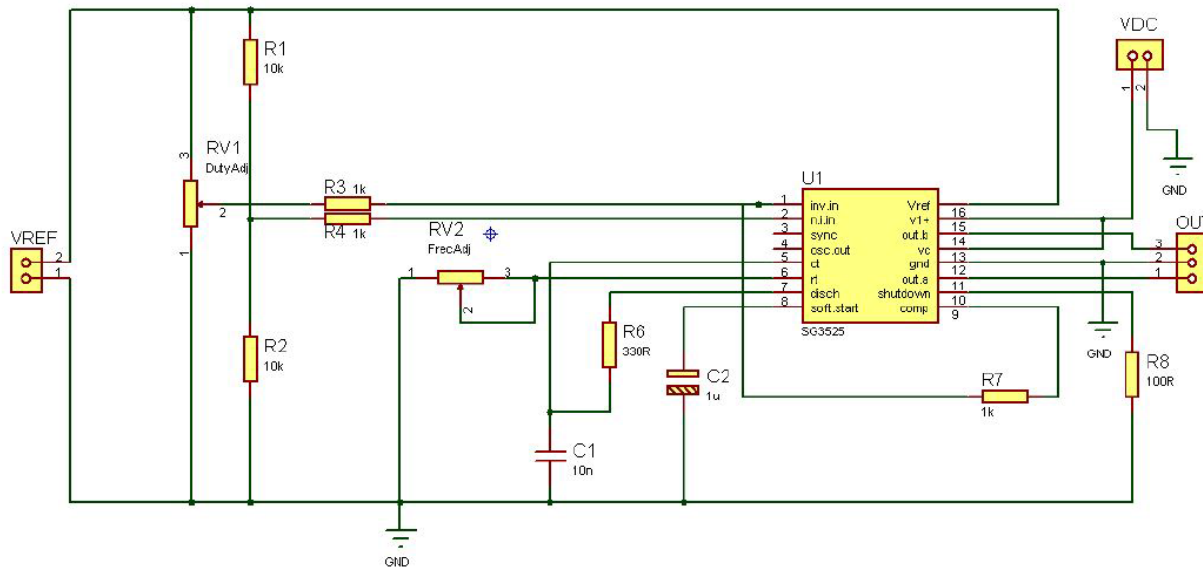 R1
10k
RV1
DutyAdj
3
2
1
VREF
2
1
R2
10k
R3 1k
R4 1k
RV2
FrecAdj
1
3
2
R6
330R
C1
10n
GND
C2
1u
U1
1 inv.in Vref 16
2 n.i.in v1+ 15
3 sync out.b 14
4 osc.out vc 13
5 ct gnd 12
6 rt out.a 11
7 disch shutdown 10
8 soft.start comp 9
SG3525
R7
1k
R8
100R
GND
VDC
1
2
GND
OUT
3
2
1